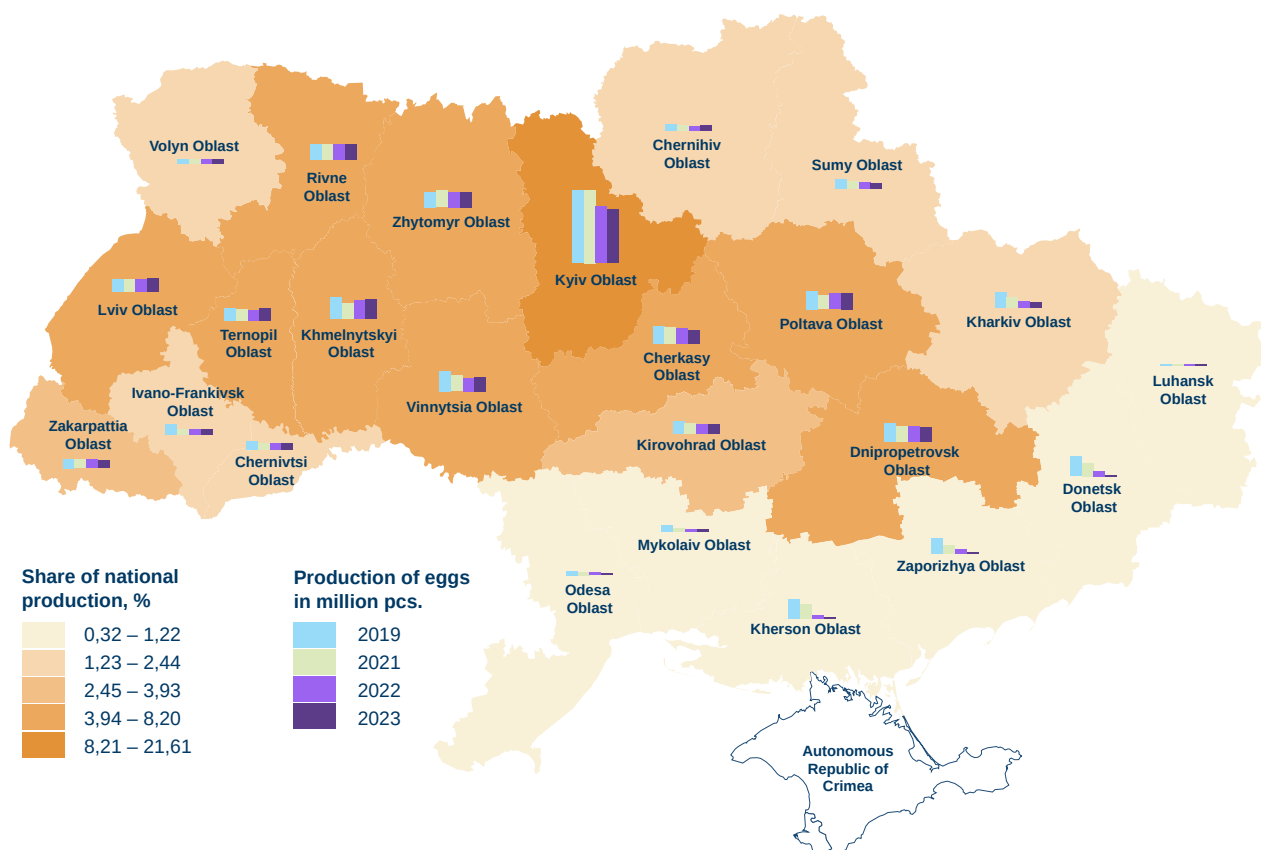 Volyn Oblast
Rivne
Oblast
Zhytomyr Oblast
Kyiv Oblast
Chernihiv
Oblast
Sumy Oblast
Lviv Oblast
Ternopil
Oblast
Khmelnytskyi
Oblast
Cherkasy
Oblast
Poltava Oblast
Kharkiv Oblast
Luhansk
Oblast
Ivano-Frankivsk
Oblast
Zakarpattia
Oblast
Chernivtsi
Oblast
Vinnytsia Oblast
Kirovohrad Oblast
Dnipropetrovsk
Oblast
Donetsk
Oblast
Mykolaiv Oblast
Zaporizhya Oblast
Odesa
Oblast
Kherson Oblast
Autonomous
Republic of
Crimea
Share of national
production, %
0,32 – 1,22
1,23 – 2,44
2,45 – 3,93
3,94 – 8,20
8,21 – 21,61
Production of eggs
in million pcs.
2019
2021
2022
2023